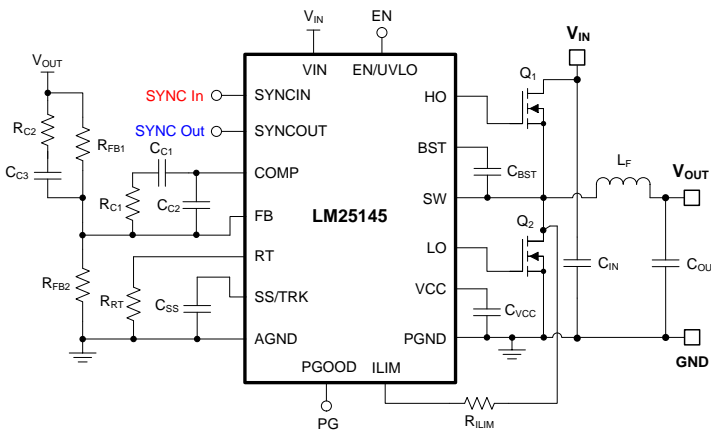 VIN
EN
VIN
VOUT
VIN
EN/UVLO
Q1
SYNC In
SYNCIN
HO
SYNC Out
SYNCOUT
RC2
RFB1
BST
CC1
COMP
CBST
LF
VOUT
CC3
RC1
CC2
SW
FB
LM25145
Q2
RT
LO
RFB2
RRT
CIN
COU
CSS
SS/TRK
VCC
CVCC
AGND
PGND
GND
PGOOD
ILIM
PG
RILIM